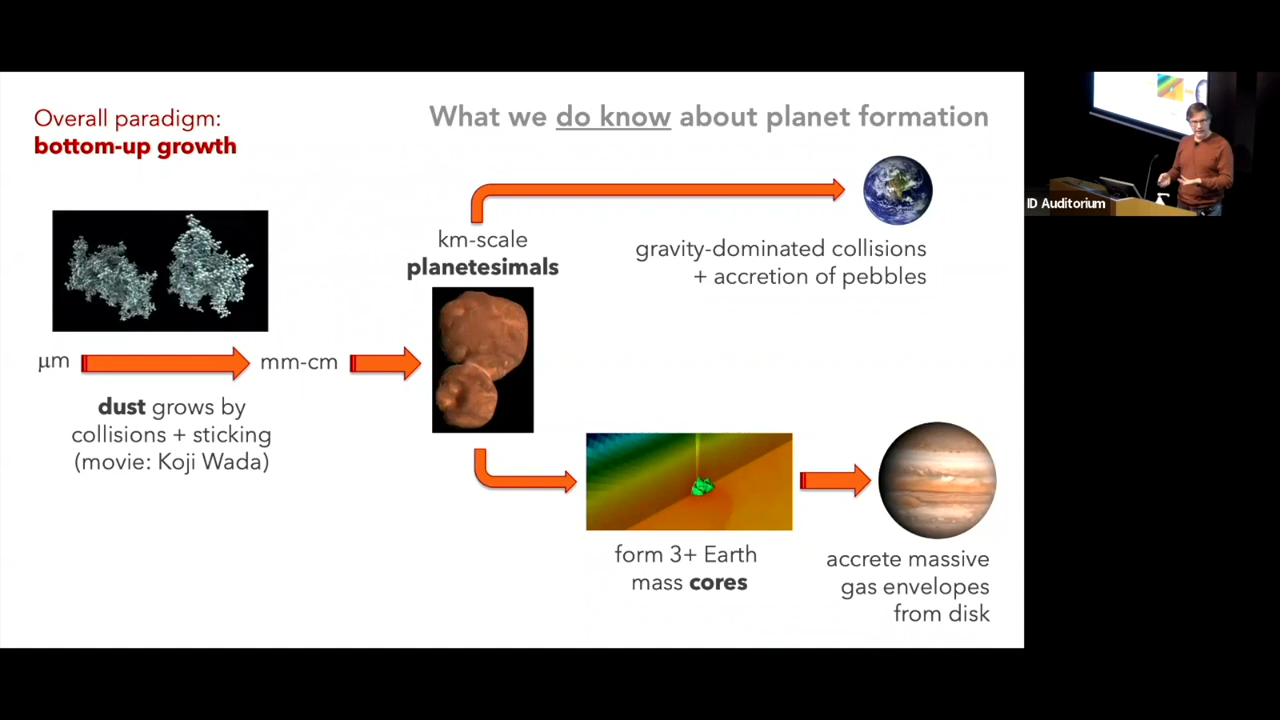 Overall paradigm:
bottom-up growth
What we do know about planet formation
km-scale
planetesimals
gravity-dominated collisions
+ accretion of pebbles
μm
mm-cm
dust grows by
collisions + sticking
(movie: Koji Wada)
form 3+ Earth
mass cores
accrete massive
gas envelopes
from disk
ID Auditorium